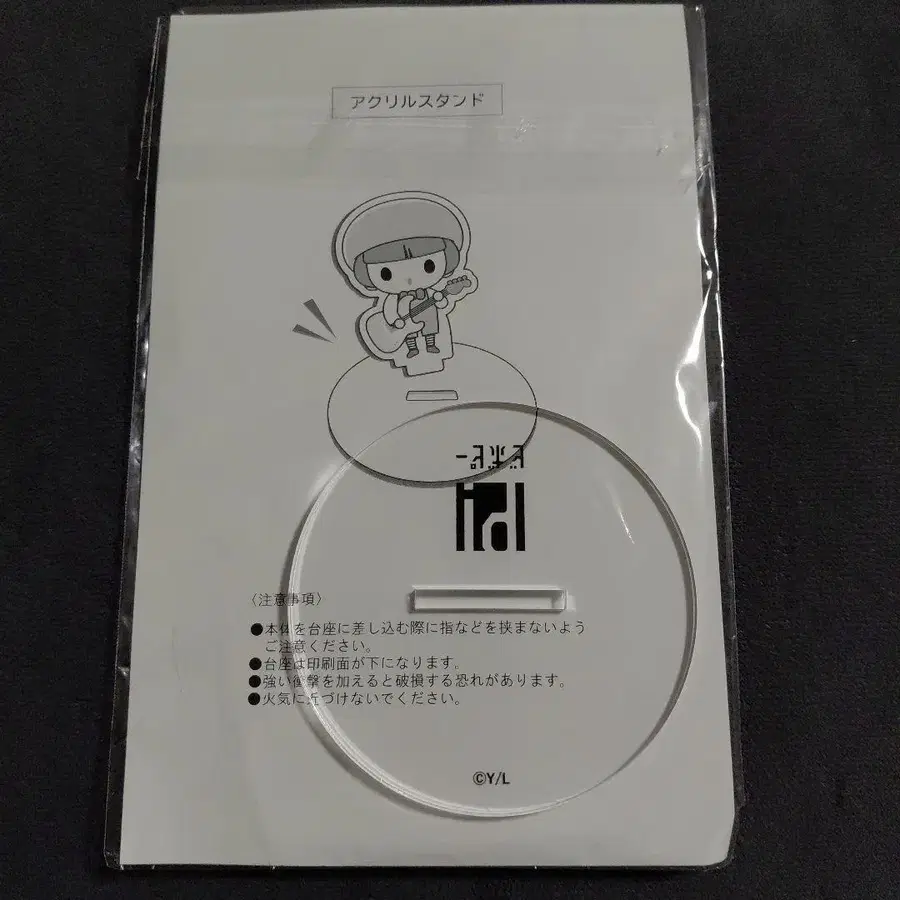 アクリルスタンド
ビボピー
〈注意事項〉
●本体を台座に差し込む際に指などを挟まないよう
ご注意ください。
●台座は印刷面が下になります。
●強い衝撃を加えると破損する恐れがあります。
●火気に近づけないでください。
©Y/L